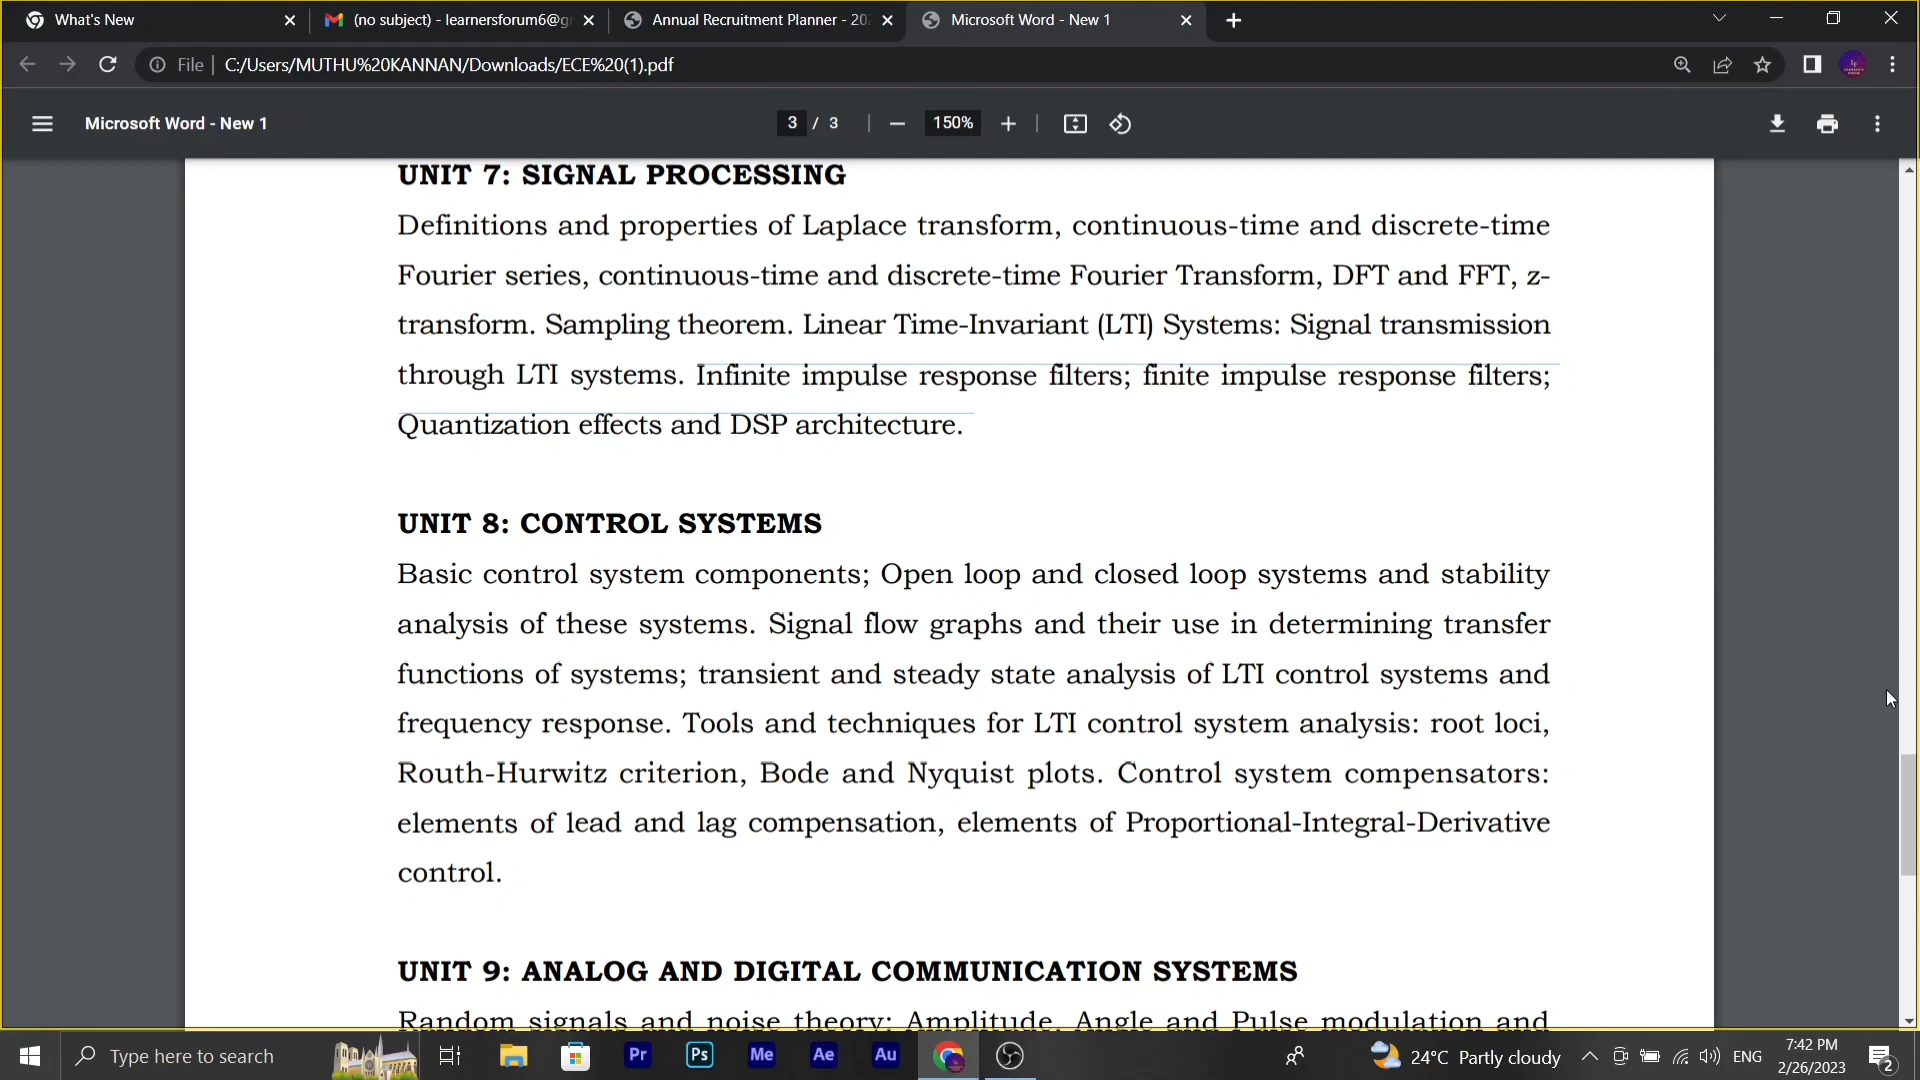 What's New
(no subject) - learnersforum6@g
Annual Recruitment Planner - 202
Microsoft Word - New 1
File
C:/Users/MUTHU%20KANNAN/Downloads/ECE%20(1).pdf
Microsoft Word - New 1
3 / 3
150%
UNIT 7: SIGNAL PROCESSING
Definitions and properties of Laplace transform, continuous-time and discrete-time
Fourier series, continuous-time and discrete-time Fourier Transform, DFT and FFT, z-
transform. Sampling theorem. Linear Time-Invariant (LTI) Systems: Signal transmission
through LTI systems. Infinite impulse response filters; finite impulse response filters;
Quantization effects and DSP architecture.
UNIT 8: CONTROL SYSTEMS
Basic control system components; Open loop and closed loop systems and stability
analysis of these systems. Signal flow graphs and their use in determining transfer
functions of systems; transient and steady state analysis of LTI control systems and
frequency response. Tools and techniques for LTI control system analysis: root loci,
Routh-Hurwitz criterion, Bode and Nyquist plots. Control system compensators:
elements of lead and lag compensation, elements of Proportional-Integral-Derivative
control.
UNIT 9: ANALOG AND DIGITAL COMMUNICATION SYSTEMS
Random signals and noise theory; Amplitude, Angle and Pulse modulation and
Type here to search
Pr
Ps
Me
Ae
Au
24°C Partly cloudy
ENG
7:42 PM
2/26/2023
2